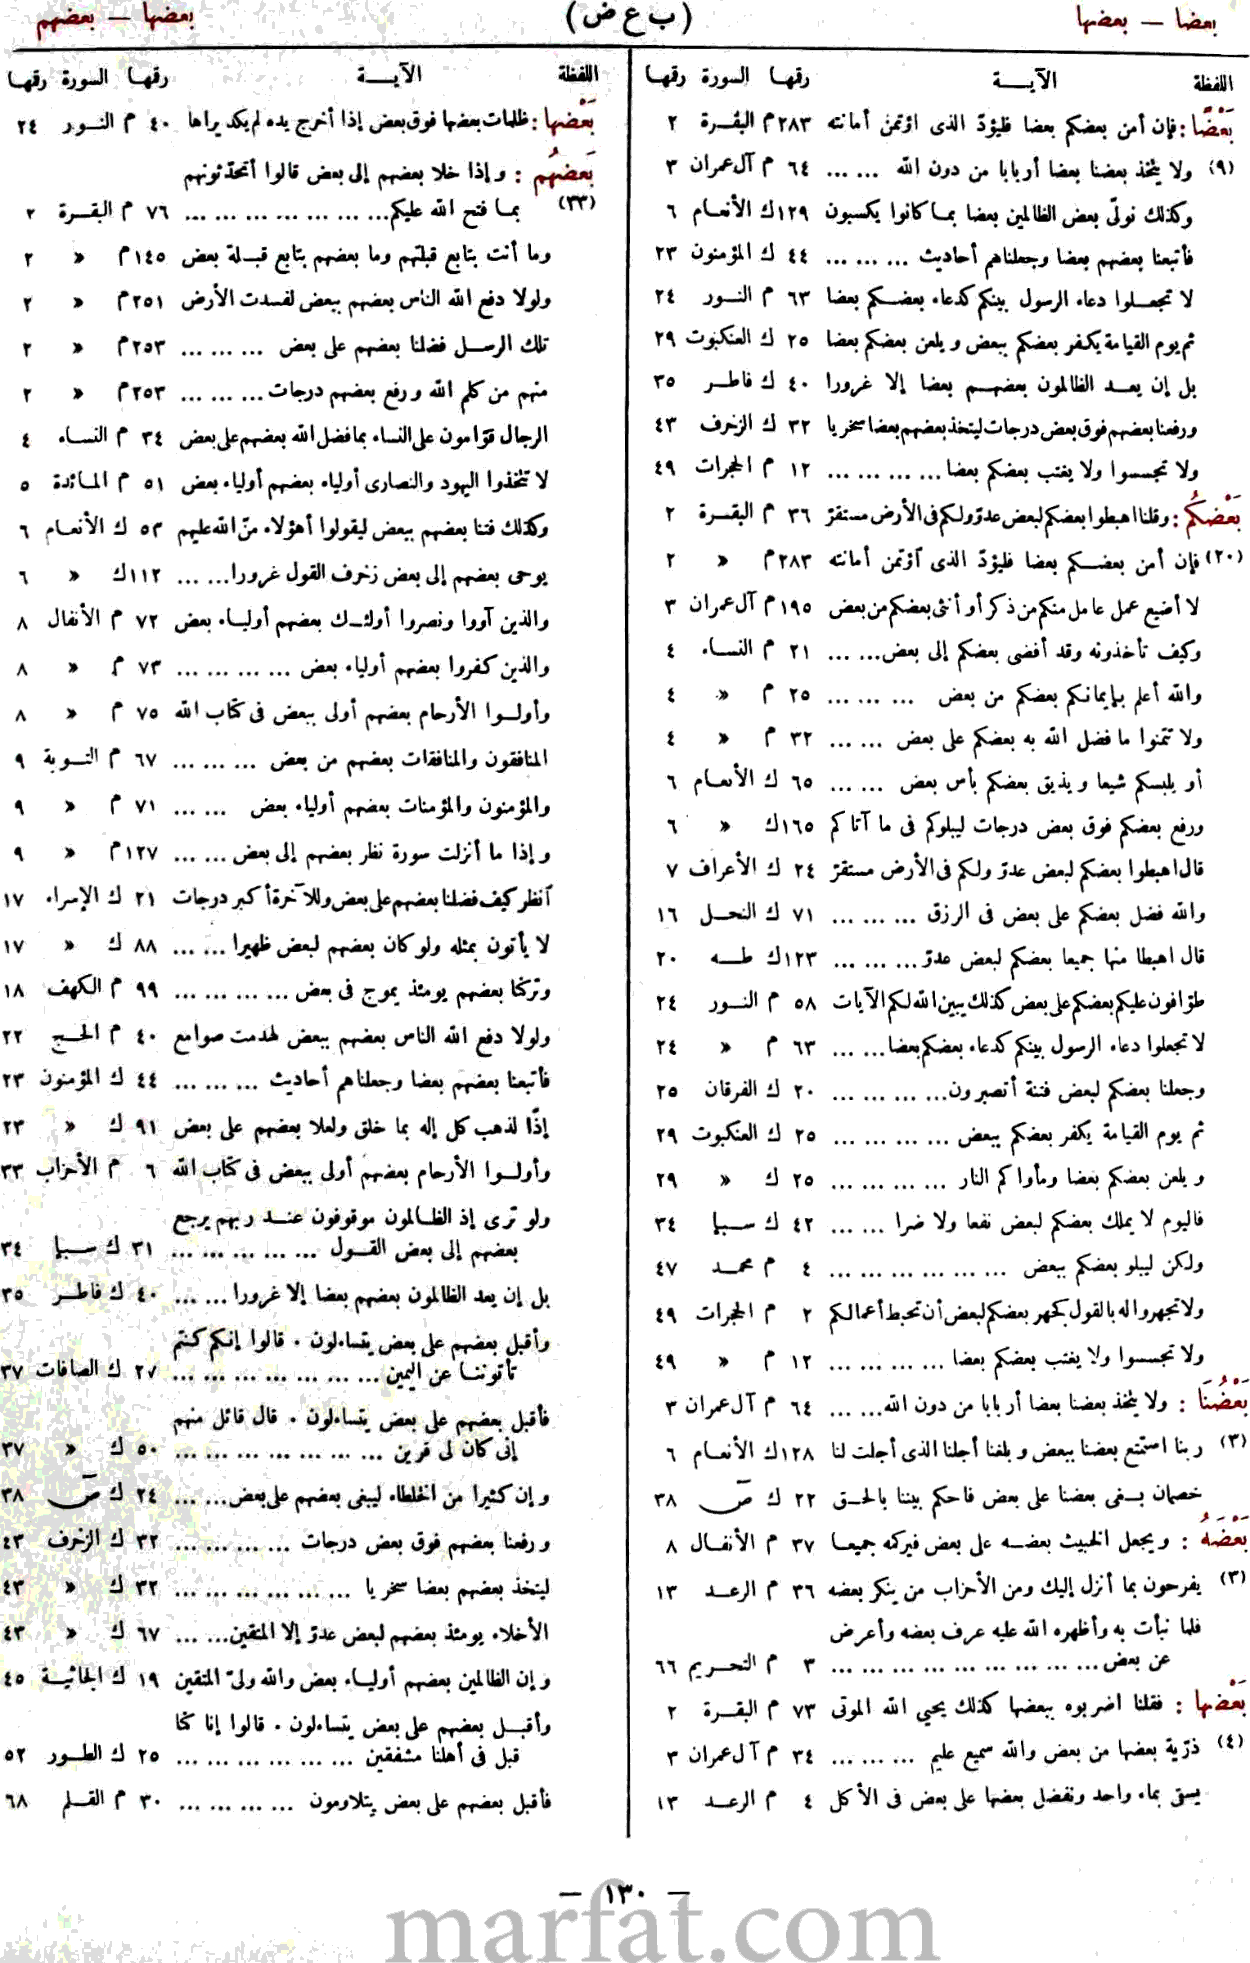 بعضا — بعضها
(ب ع ض)
بعضها — بعضهم
اللفظة الآيـــة رقها السورة رقها
بَعْضًا : فإن أمن بعضكم بعضا فليؤدّ الذى اؤتمن أمانته ٢٨٣ م البقرة ٢
(٩) ولا يتخذ بعضنا بعضا أربابا من دون الله ... ... ٦٤ م آل عمران ٣
وكذلك نولّى بعض الظالمين بعضا بما كانوا يكسبون ١٢٩ ك الأنعام ٦
فأتبعنا بعضهم بعضا وجعلناهم أحاديث ... ... ... ٤٤ ك المؤمنون ٢٣
لا تجعلوا دعاء الرسول بينكم كدعاء بعضكم بعضا ٦٣ م النور ٢٤
ثم يوم القيامة يكفر بعضكم ببعض ويلعن بعضكم بعضا ٢٥ ك العنكبوت ٢٩
بل إن يعد الظالمون بعضهم بعضا إلا غرورا ٤٠ ك فاطر ٣٥
ورفعنا بعضهم فوق بعض درجات ليتخذ بعضهم بعضا سخريا ٣٢ ك الزخرف ٤٣
ولا تجسسوا ولا يغتب بعضكم بعضا ... ... ... ... ١٢ م الحجرات ٤٩
بَعْضُكُم : وقلنا اهبطوا بعضكم لبعض عدوّ ولكم فى الأرض مستقرّ ٣٦ م البقرة ٢
(٢٠) فإن أمن بعضكم بعضا فليؤدّ الذى آؤتمن أمانته ٢٨٣ م « ٢
لا أضيع عمل عامل منكم من ذكر أو أنثى بعضكم من بعض ١٩٥ م آل عمران ٣
وكيف تأخذونه وقد أفضى بعضكم إلى بعض... ... ... ٢١ م النساء ٤
والله أعلم بإيمانكم بعضكم من بعض ... ... ... ٢٥ م « ٤
ولا تتمنوا ما فضل الله به بعضكم على بعض ... ... ٣٢ م « ٤
أو يلبسكم شيعا ويذيق بعضكم بأس بعض ... ... ٦٥ ك الأنعام ٦
ورفع بعضكم فوق بعض درجات ليبلوكم فى ما آتاكم ١٦٥ ك « ٦
قال اهبطوا بعضكم لبعض عدوّ ولكم فى الأرض مستقرّ ٢٤ ك الأعراف ٧
والله فضل بعضكم على بعض فى الرزق ... ... ... ٧١ ك النحل ١٦
قال اهبطا منها جميعا بعضكم لبعض عدوّ ... ... ... ١٢٣ ك طه ٢٠
طوّافون عليكم بعضكم على بعض كذلك يبين الله لكم الآيات ٥٨ م النور ٢٤
لا تجعلوا دعاء الرسول بينكم كدعاء بعضكم بعضا... ... ٦٣ م « ٢٤
وجعلنا بعضكم لبعض فتنة أتصبرون... ... ... ... ٢٠ ك الفرقان ٢٥
ثم يوم القيامة يكفر بعضكم ببعض ... ... ... ... ٢٥ ك العنكبوت ٢٩
ويلعن بعضكم بعضا ومأواكم النار ... ... ... ... ٢٥ ك « ٢٩
فاليوم لا يملك بعضكم لبعض نفعا ولا ضرا ... ... ٤٢ ك سبإ ٣٤
ولكن ليبلو بعضكم ببعض ... ... ... ... ... ... ٤ م محمد ٤٧
ولا تجهروا له بالقول كجهر بعضكم لبعض أن تحبط أعمالكم ٢ م الحجرات ٤٩
ولا تجسسوا ولا يغتب بعضكم بعضا ... ... ... ... ١٢ م « ٤٩
بَعْضُنَا : ولا يتخذ بعضنا بعضا أربابا من دون الله... ... ٦٤ م آل عمران ٣
(٣) ربنا استمتع بعضنا ببعض وبلغنا أجلنا الذى أجلت لنا ١٢٨ ك الأنعام ٦
خصمان بغى بعضنا على بعض فاحكم بيننا بالحق ٢٢ ك صٓ ٣٨
بَعْضَهُ : ويجعل الخبيث بعضه على بعض فيركمه جميعا ٣٧ م الأنفال ٨
(٣) يفرحون بما أنزل إليك ومن الأحزاب من ينكر بعضه ٣٦ م الرعد ١٣
فلما نبأت به وأظهره الله عليه عرف بعضه وأعرض
عن بعض... ... ... ... ... ... ... ... ... ٣ م التحريم ٦٦
بَعْضِها : فقلنا اضربوه ببعضها كذلك يحيي الله الموتى ٧٣ م البقرة ٢
(٤) ذرّية بعضها من بعض والله سميع عليم ... ... ... ٣٤ م آل عمران ٣
يسقى بماء واحد ونفضل بعضها على بعض فى الأكل ٤ م الرعد ١٣
اللفظة الآيـــة رقها السورة رقها
بَعْضُها : ظلمات بعضها فوق بعض إذا أخرج يده لم يكد يراها ٤٠ م النور ٢٤
بَعضُهُم : وإذا خلا بعضهم إلى بعض قالوا أتحدّثونهم
(٣٣) بما فتح الله عليكم... ... ... ... ... ... ... ٧٦ م البقرة ٢
وما أنت بتابع قبلتهم وما بعضهم بتابع قبلة بعض ١٤٥ م « ٢
ولولا دفع الله الناس بعضهم ببعض لفسدت الأرض ٢٥١ م « ٢
تلك الرسل فضلنا بعضهم على بعض ... ... ... ٢٥٣ م « ٢
منهم من كلم الله ورفع بعضهم درجات... ... ... ٢٥٣ م « ٢
الرجال قوّامون على النساء بما فضل الله بعضهم على بعض ٣٤ م النساء ٤
لا تتخذوا اليهود والنصارى أولياء بعضهم أولياء بعض ٥١ م المائدة ٥
وكذلك فتنا بعضهم ببعض ليقولوا أهؤلاء منّ الله عليهم ٥٣ ك الأنعام ٦
يوحى بعضهم إلى بعض زخرف القول غرورا... ... ١١٢ ك « ٦
والذين آووا ونصروا أولئك بعضهم أولياء بعض ٧٢ م الأنفال ٨
والذين كفروا بعضهم أولياء بعض ... ... ... ... ٧٣ م « ٨
وأولوا الأرحام بعضهم أولى ببعض فى كتاب الله ٧٥ م « ٨
المنافقون والمنافقات بعضهم من بعض ... ... ... ٦٧ م التوبة ٩
والمؤمنون والمؤمنات بعضهم أولياء بعض ... ... ٧١ م « ٩
وإذا ما أنزلت سورة نظر بعضهم إلى بعض... ... ١٢٧ م « ٩
آنظر كيف فضلنا بعضهم على بعض وللآخرة أكبر درجات ٢١ ك الإسراء ١٧
لا يأتون بمثله ولو كان بعضهم لبعض ظهيرا... ... ٨٨ ك « ١٧
وتركنا بعضهم يومئذ يموج فى بعض ... ... ... ... ٩٩ م الكهف ١٨
ولولا دفع الله الناس بعضهم ببعض لهدمت صوامع ٤٠ م الحج ٢٢
فأتبعنا بعضهم بعضا وجعلناهم أحاديث ... ... ... ٤٤ ك المؤمنون ٢٣
إذًا لذهب كل إله بما خلق ولعلا بعضهم على بعض ٩١ ك « ٢٣
وأولوا الأرحام بعضهم أولى ببعض فى كتاب الله ٦ م الأحزاب ٣٣
ولو ترى إذ الظالمون موقوفون عند ربهم يرجع
بعضهم إلى بعض القول ... ... ... ... ... ٣١ ك سبإ ٣٤
بل إن يعد الظالمون بعضهم بعضا إلا غرورا ... ... ٤٠ ك فاطر ٣٥
وأقبل بعضهم على بعض يتساءلون ٠ قالوا إنكم كنتم
تأتوننا عن اليمين... ... ... ... ... ... ... ... ٢٧ ك الصافات ٣٧
فأقبل بعضهم على بعض يتساءلون ٠ قال قائل منهم
إنى كان لى قرين ... ... ... ... ... ... ... ٥٠ ك « ٣٧
وإن كثيرا من الخلطاء ليبغى بعضهم على بعض... ... ٢٤ ك صٓ ٣٨
ورفعنا بعضهم فوق بعض درجات ... ... ... ... ... ٣٢ ك الزخرف ٤٣
ليتخذ بعضهم بعضا سخريا ... ... ... ... ... ... ٣٢ ك « ٤٣
الأخلاء يومئذ بعضهم لبعض عدوّ إلا المتقين... ... ٦٧ ك « ٤٣
وإن الظالمين بعضهم أولياء بعض والله ولىّ المتقين ١٩ ك الجاثية ٤٥
وأقبل بعضهم على بعض يتساءلون ٠ قالوا إنا كنا
قبل فى أهلنا مشفقين ... ... ... ... ... ... ٢٥ ك الطور ٥٢
فأقبل بعضهم على بعض يتلاومون ... ... ... ... ٣٠ م القلم ٦٨
— ١٣٠ —
marfat.com